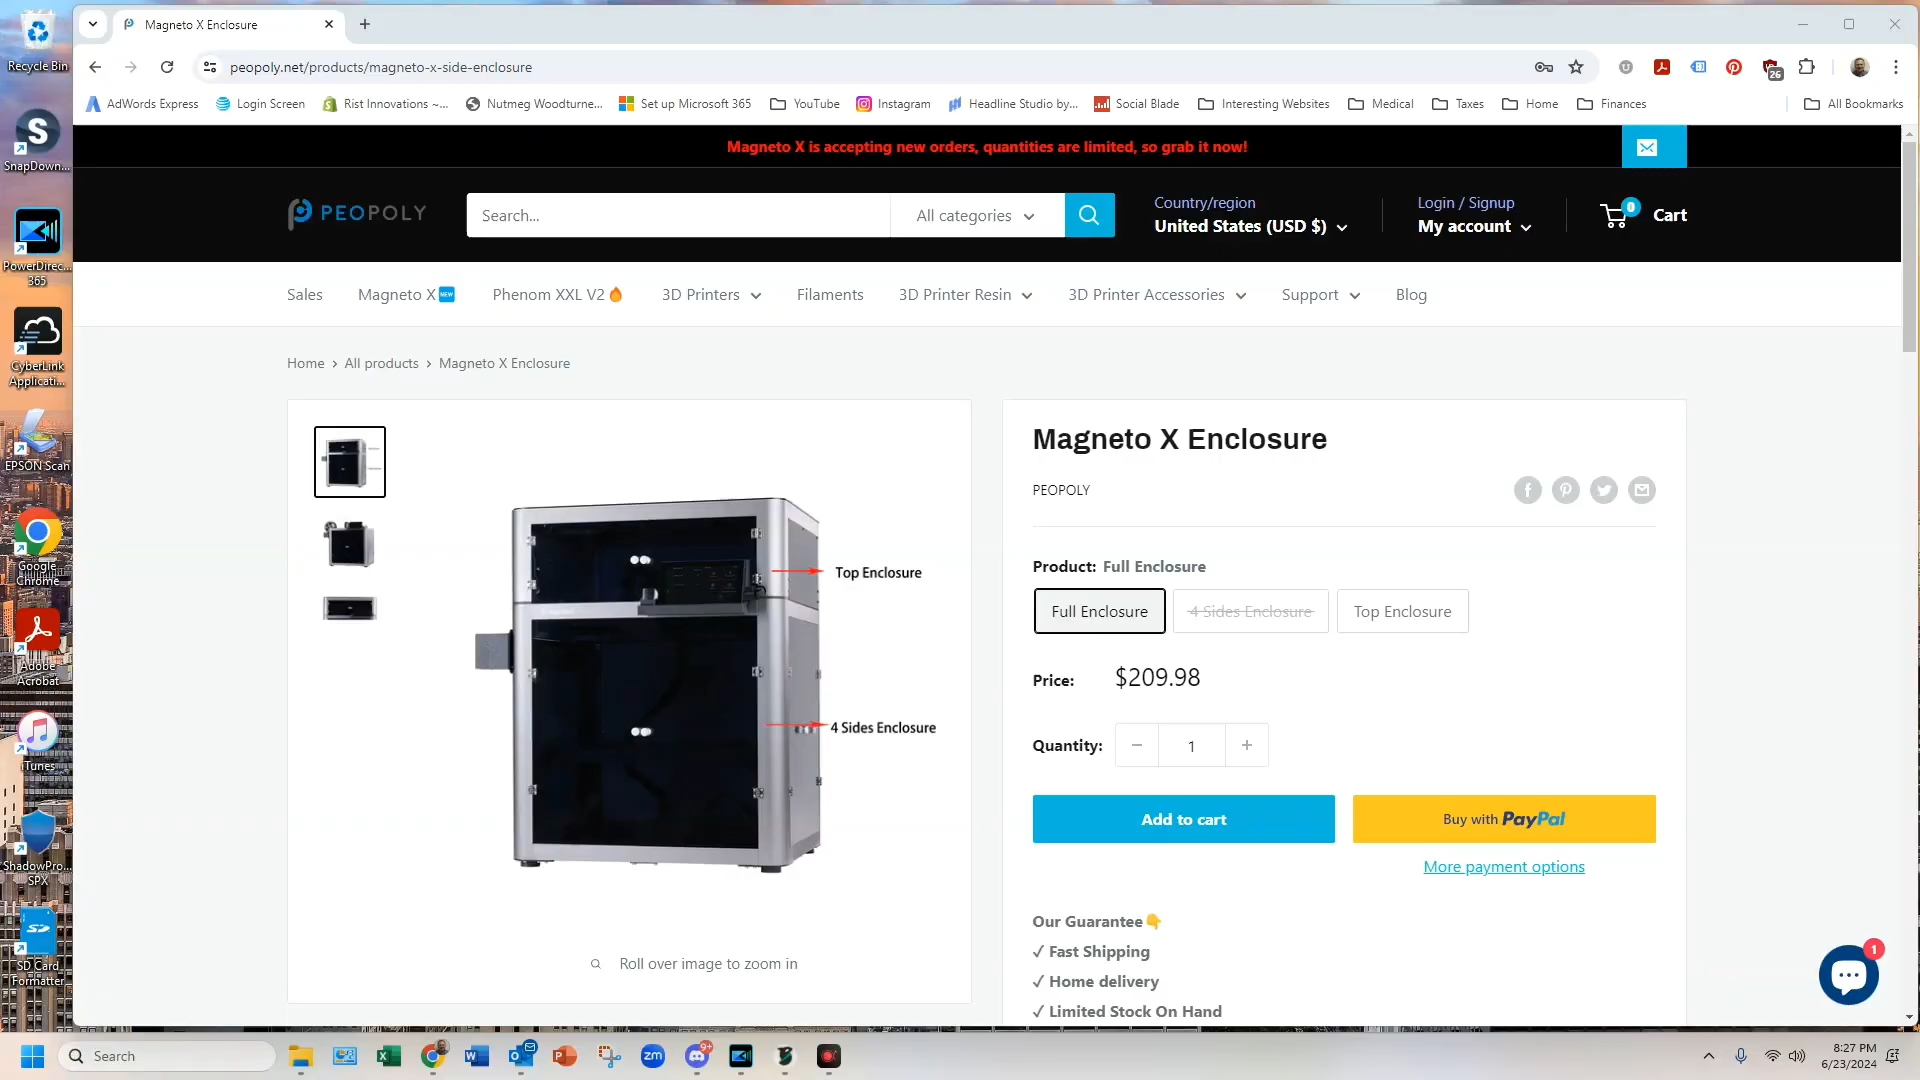 Recycle Bin
SnapDown...
PowerDirec...
365
CyberLink
Applicati...
EPSON Scan
Google
Chrome
Adobe
Acrobat
iTunes
ShadowPro...
SPX
SD Card
Formatter
Magneto X Enclosure
peopoly.net/products/magneto-x-side-enclosure
26
AdWords Express
Login Screen
Rist Innovations ~...
Nutmeg Woodturne...
Set up Microsoft 365
YouTube
Instagram
Headline Studio by...
Social Blade
Interesting Websites
Medical
Taxes
Home
Finances
All Bookmarks
Magneto X is accepting new orders, quantities are limited, so grab it now!
PEOPOLY
Search...
All categories
Country/region
United States (USD $)
Login / Signup
My account
0
Cart
Sales
Magneto X NEW
Phenom XXL V2🔥
3D Printers
Filaments
3D Printer Resin
3D Printer Accessories
Support
Blog
Home › All products › Magneto X Enclosure
Top Enclosure
4 Sides Enclosure
Roll over image to zoom in
Magneto X Enclosure
PEOPOLY
Product: Full Enclosure
Full Enclosure
4 Sides Enclosure
Top Enclosure
Price: $209.98
Quantity: − 1 +
Add to cart
Buy with PayPal
More payment options
Our Guarantee👇
✓ Fast Shipping
✓ Home delivery
✓ Limited Stock On Hand
1
Search
zm
9+
8:27 PM
6/23/2024